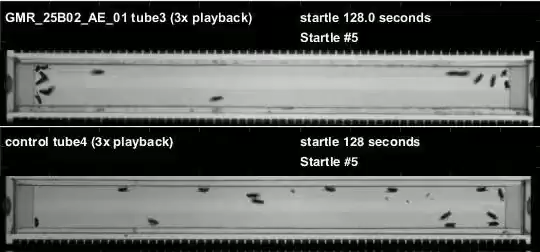 GMR_25B02_AE_01 tube3 (3x playback)
startle 128.0 seconds
Startle #5
control tube4 (3x playback)
startle 128 seconds
Startle #5